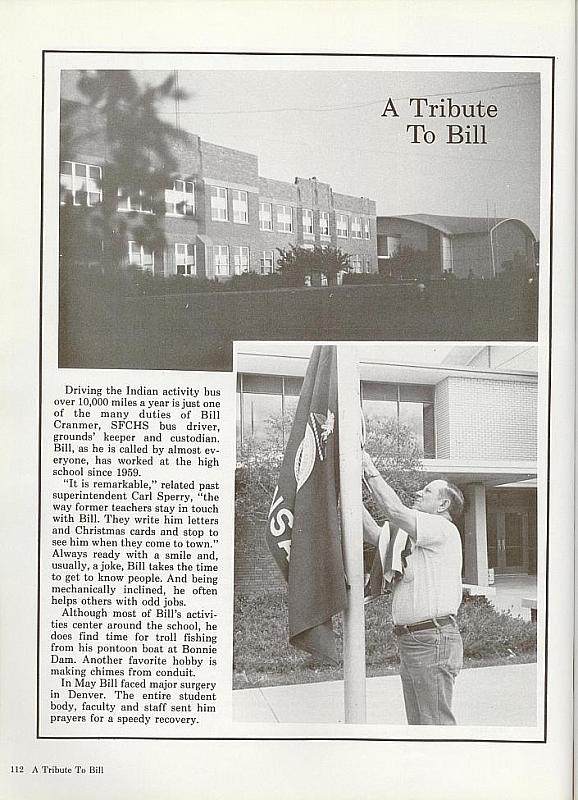 A Tribute
To Bill
Driving the Indian activity bus
over 10,000 miles a year is just one
of the many duties of Bill
Cranmer, SFCHS bus driver,
grounds' keeper and custodian.
Bill, as he is called by almost ev-
eryone, has worked at the high
school since 1959.
"It is remarkable," related past
superintendent Carl Sperry, "the
way former teachers stay in touch
with Bill. They write him letters
and Christmas cards and stop to
see him when they come to town."
Always ready with a smile and,
usually, a joke, Bill takes the time
to get to know people. And being
mechanically inclined, he often
helps others with odd jobs.
Although most of Bill's activi-
ties center around the school, he
does find time for troll fishing
from his pontoon boat at Bonnie
Dam. Another favorite hobby is
making chimes from conduit.
In May Bill faced major surgery
in Denver. The entire student
body, faculty and staff sent him
prayers for a speedy recovery.
112 A Tribute To Bill